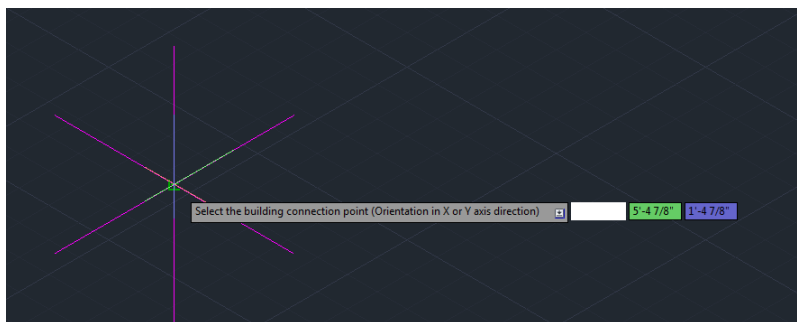 Select the building connection point (Orientation in X or Y axis direction) 5'-4 7/8" 1'-4 7/8"